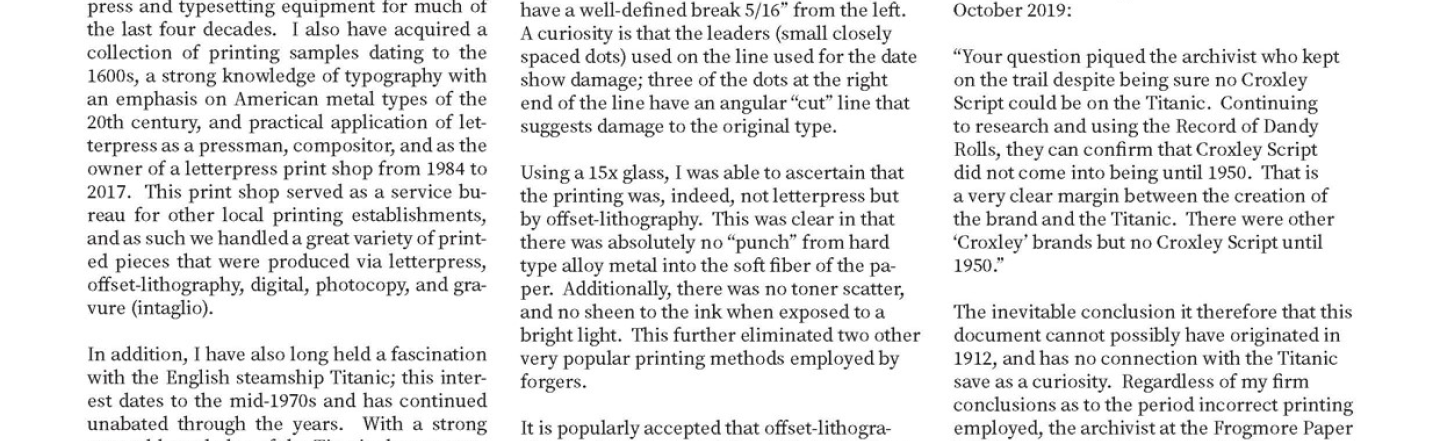 press and typesetting equipment for much of
the last four decades.  I also have acquired a
collection of printing samples dating to the
1600s, a strong knowledge of typography with
an emphasis on American metal types of the
20th century, and practical application of let-
terpress as a pressman, compositor, and as the
owner of a letterpress print shop from 1984 to
2017.  This print shop served as a service bu-
reau for other local printing establishments,
and as such we handled a great variety of print-
ed pieces that were produced via letterpress,
offset-lithography, digital, photocopy, and gra-
vure (intaglio).

In addition, I have also long held a fascination
with the English steamship Titanic; this inter-
est dates to the mid-1970s and has continued
unabated through the years.  With a strong

have a well-defined break 5/16” from the left.
A curiosity is that the leaders (small closely
spaced dots) used on the line used for the date
show damage; three of the dots at the right
end of the line have an angular “cut” line that
suggests damage to the original type.

Using a 15x glass, I was able to ascertain that
the printing was, indeed, not letterpress but
by offset-lithography.  This was clear in that
there was absolutely no “punch” from hard
type alloy metal into the soft fiber of the pa-
per.  Additionally, there was no toner scatter,
and no sheen to the ink when exposed to a
bright light.  This further eliminated two other
very popular printing methods employed by
forgers.

It is popularly accepted that offset-lithogra-

October 2019:

“Your question piqued the archivist who kept
on the trail despite being sure no Croxley
Script could be on the Titanic.  Continuing
to research and using the Record of Dandy
Rolls, they can confirm that Croxley Script
did not come into being until 1950.  That is
a very clear margin between the creation of
the brand and the Titanic.  There were other
‘Croxley’ brands but no Croxley Script until
1950.”

The inevitable conclusion it therefore that this
document cannot possibly have originated in
1912, and has no connection with the Titanic
save as a curiosity.  Regardless of my firm
conclusions as to the period incorrect printing
employed, the archivist at the Frogmore Paper